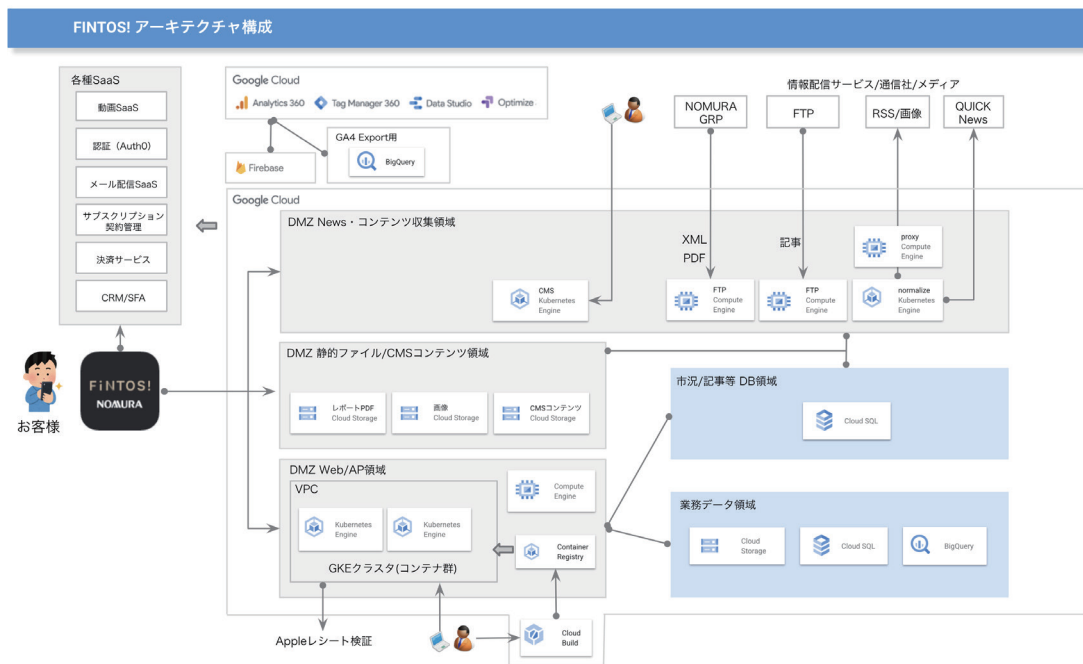 FINTOS! アーキテクチャ構成
各種SaaS
動画SaaS
認証（Auth0）
メール配信SaaS
サブスクリプション
契約管理
決済サービス
CRM/SFA
FiNTOS!
NOMURA
お客様
Google Cloud
Analytics 360
Tag Manager 360
Data Studio
Optimize
Firebase
GA4 Export用
BigQuery
情報配信サービス/通信社/メディア
NOMURA
GRP
FTP
RSS/画像
QUICK
News
Google Cloud
DMZ News・コンテンツ収集領域
XML
PDF
記事
proxy
Compute
Engine
CMS
Kubernetes
Engine
FTP
Compute
Engine
FTP
Compute
Engine
normalize
Kubernetes
Engine
DMZ 静的ファイル/CMSコンテンツ領域
レポートPDF
Cloud Storage
画像
Cloud Storage
CMSコンテンツ
Cloud Storage
市況/記事等 DB領域
Cloud SQL
DMZ Web/AP領域
VPC
Kubernetes
Engine
Kubernetes
Engine
GKEクラスタ(コンテナ群)
Compute
Engine
Container
Registry
業務データ領域
Cloud
Storage
Cloud SQL
BigQuery
Appleレシート検証
Cloud
Build